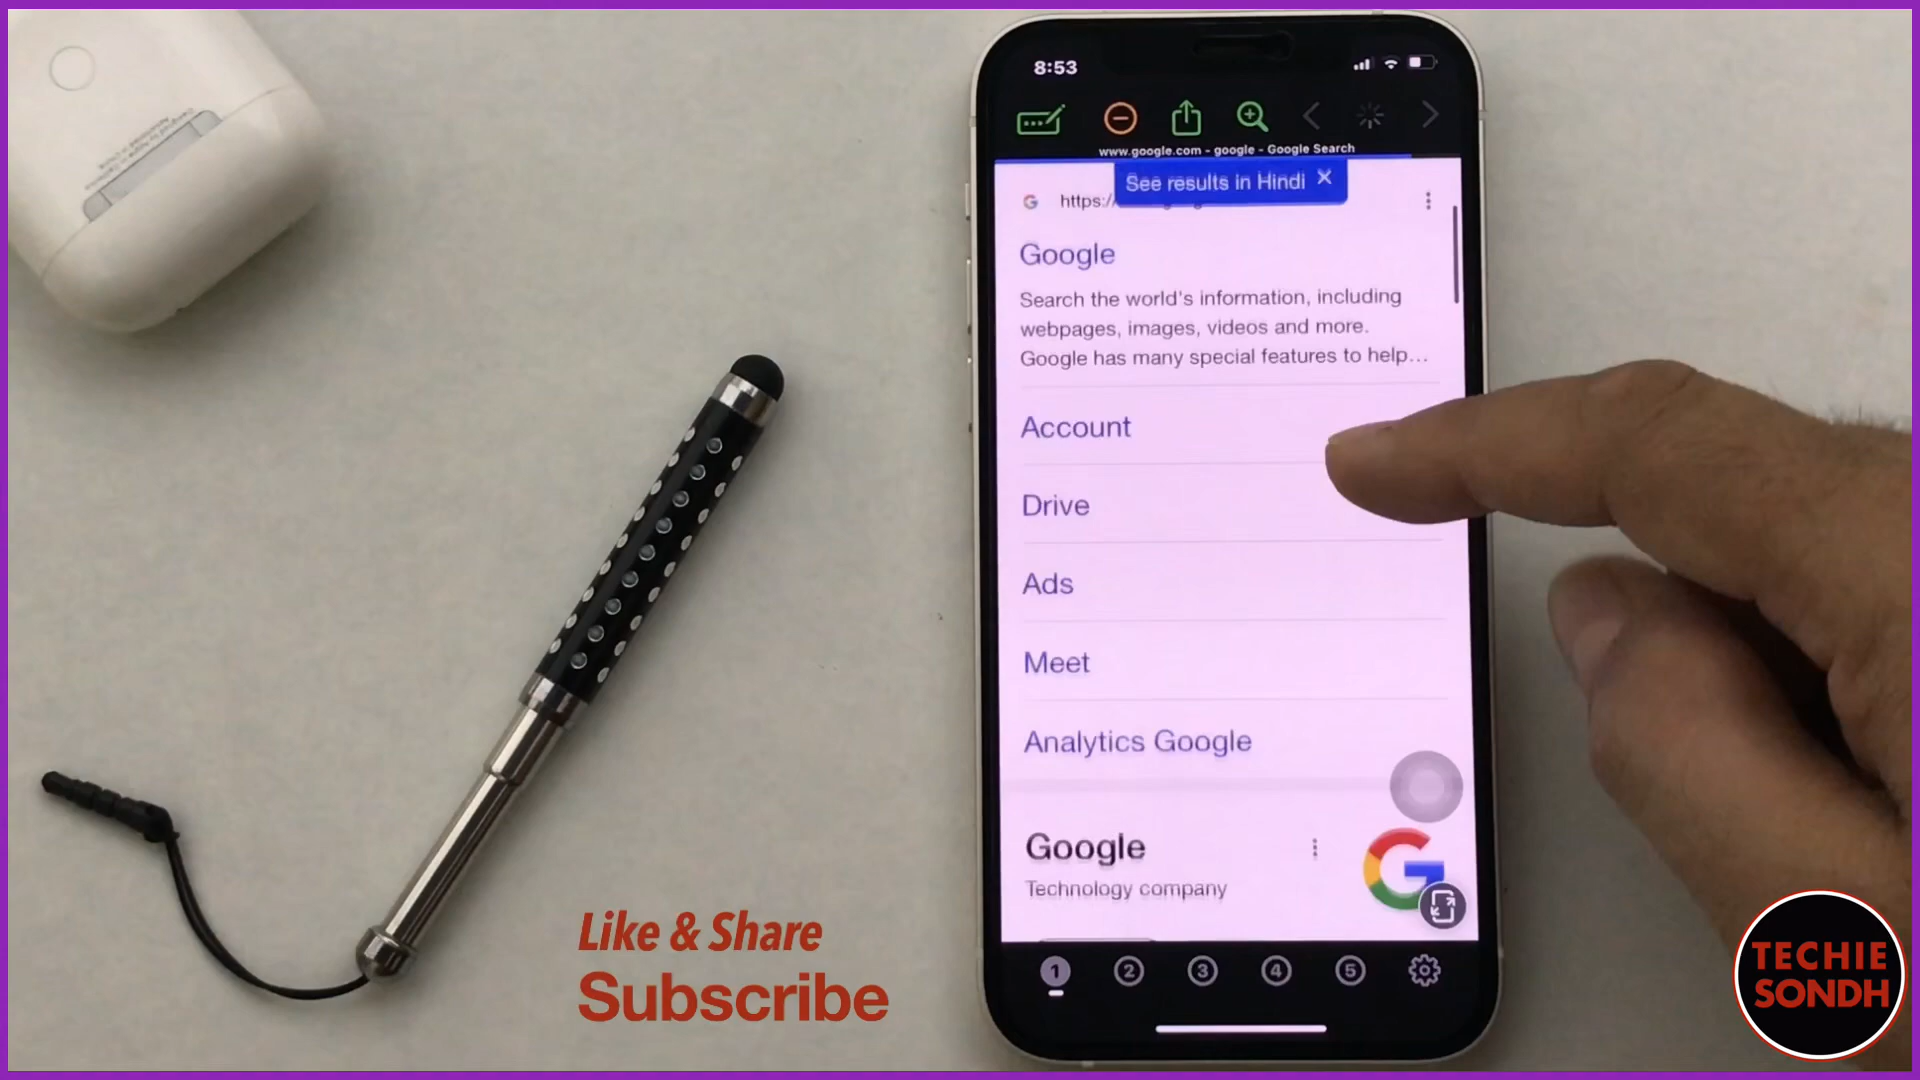 8:53
www.google.com - google - Google Search
See results in Hindi ×
https://
Google
Search the world's information, including
webpages, images, videos and more.
Google has many special features to help...
Account
Drive
Ads
Meet
Analytics Google
Google
Technology company
1 2 3 4 5
Like & Share
Subscribe
TECHIE
SONDH